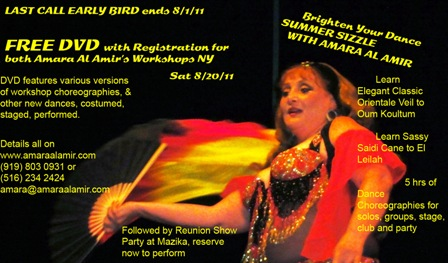 LAST CALL EARLY BIRD ends 8/1/11
FREE DVD with Registration for
both Amara Al Amir's Workshops NY
Sat 8/20/11
DVD features various versions
of workshop choreographies, &
other new dances, costumed,
staged, performed.
Details all on
www.amaraalamir.com
(919) 803 0931 or
(516) 234 2424
amara@amaraalamir.com
Followed by Reunion Show
Party at Mazika, reserve
now to perform
Brighten Your Dance
SUMMER SIZZLE
WITH AMARA AL AMIR
Learn
Elegant Classic
Orientale Veil to
Oum Koultum
Learn Sassy
Saidi Cane to El
Leilah
5 hrs of
Dance
Choreographies for
solos, groups, stage,
club and party